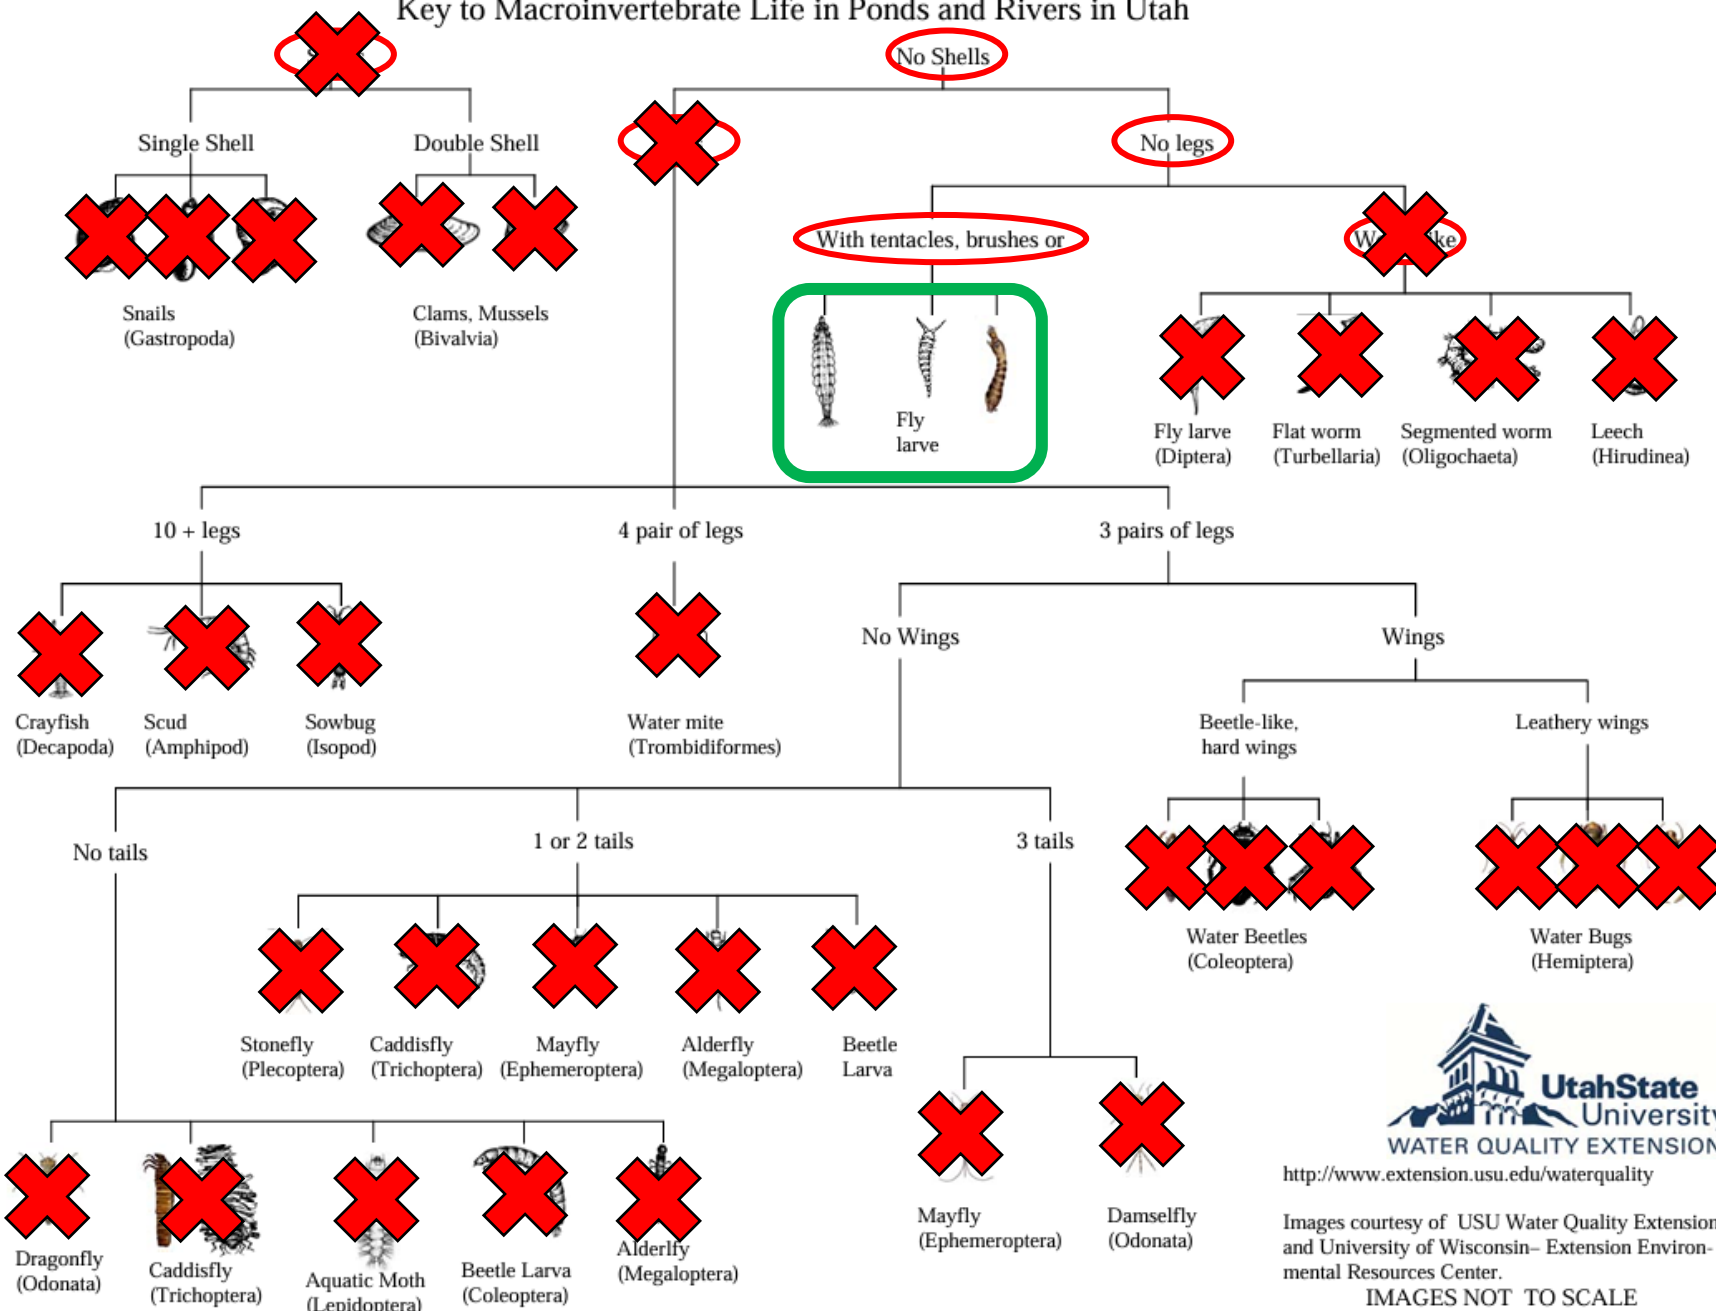 Key to Macroinvertebrate Life in Ponds and Rivers in Utah
No Shells
Single Shell
Double Shell
No legs
With tentacles, brushes or
Snails
(Gastropoda)
Clams, Mussels
(Bivalvia)
Fly
larve
Fly larve
(Diptera)
Flat worm
(Turbellaria)
Segmented worm
(Oligochaeta)
Leech
(Hirudinea)
10 + legs
4 pair of legs
3 pairs of legs
No Wings
Wings
Crayfish
(Decapoda)
Scud
(Amphipod)
Sowbug
(Isopod)
Water mite
(Trombidiformes)
Beetle-like,
hard wings
Leathery wings
No tails
1 or 2 tails
3 tails
Water Beetles
(Coleoptera)
Water Bugs
(Hemiptera)
Stonefly
(Plecoptera)
Caddisfly
(Trichoptera)
Mayfly
(Ephemeroptera)
Alderfly
(Megaloptera)
Beetle
Larva
Dragonfly
(Odonata)
Caddisfly
(Trichoptera)
Aquatic Moth
(Lepidoptera)
Beetle Larva
(Coleoptera)
Alderlfy
(Megaloptera)
Mayfly
(Ephemeroptera)
Damselfly
(Odonata)
UtahState
University
WATER QUALITY EXTENSION
http://www.extension.usu.edu/waterquality
Images courtesy of USU Water Quality Extension
and University of Wisconsin– Extension Environ-
mental Resources Center.
IMAGES NOT TO SCALE